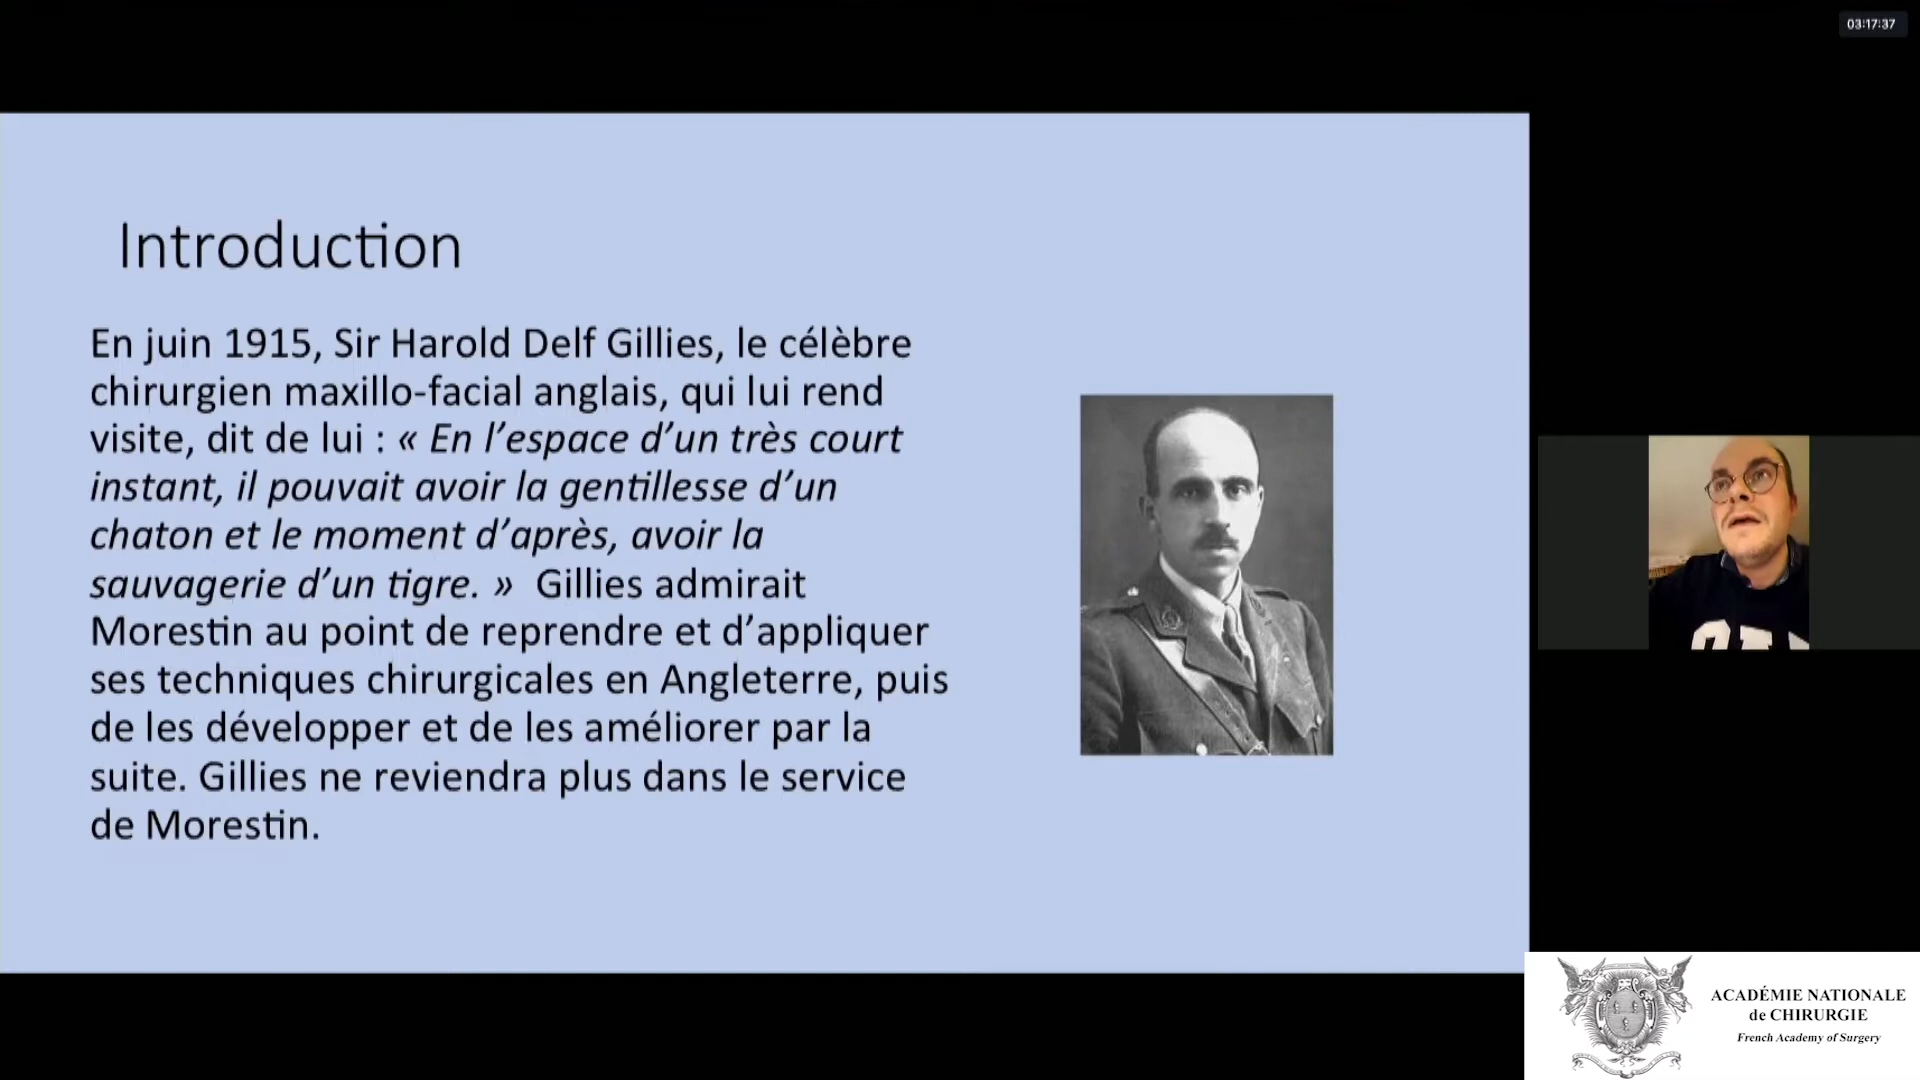 03:17:37
Introduction
En juin 1915, Sir Harold Delf Gillies, le célèbre
chirurgien maxillo-facial anglais, qui lui rend
visite, dit de lui : « En l’espace d’un très court
instant, il pouvait avoir la gentillesse d’un
chaton et le moment d’après, avoir la
sauvagerie d’un tigre. » Gillies admirait
Morestin au point de reprendre et d’appliquer
ses techniques chirurgicales en Angleterre, puis
de les développer et de les améliorer par la
suite. Gillies ne reviendra plus dans le service
de Morestin.
ACADÉMIE NATIONALE
de CHIRURGIE
French Academy of Surgery